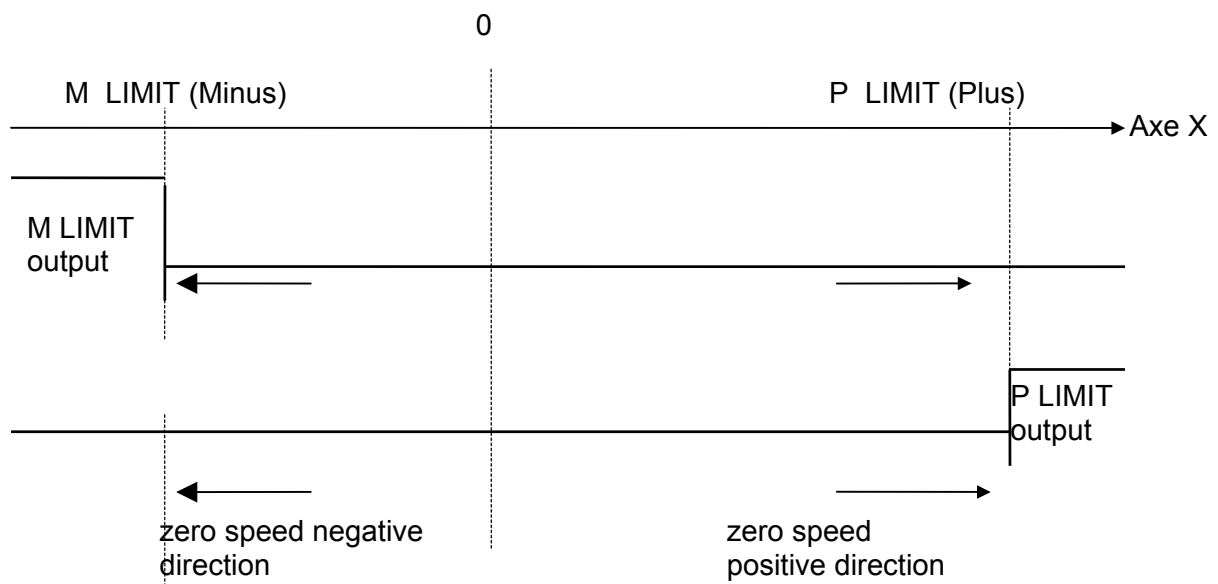 0
M LIMIT (Minus)
P LIMIT (Plus)
Axe X
M LIMIT
output
P LIMIT
output
zero speed negative
direction
zero speed
positive direction